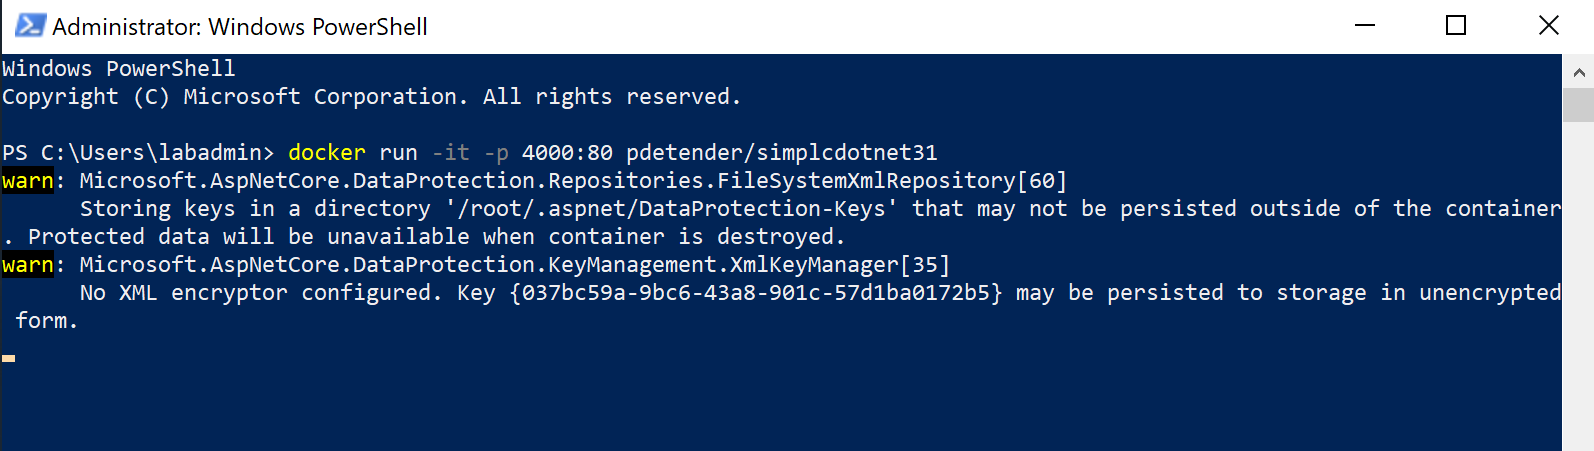 Administrator: Windows PowerShell
Windows PowerShell
Copyright (C) Microsoft Corporation. All rights reserved.
PS C:\Users\labadmin> docker run -it -p 4000:80 pdetender/simplcdotnet31
warn: Microsoft.AspNetCore.DataProtection.Repositories.FileSystemXmlRepository[60]
Storing keys in a directory '/root/.aspnet/DataProtection-Keys' that may not be persisted outside of the container
. Protected data will be unavailable when container is destroyed.
warn: Microsoft.AspNetCore.DataProtection.KeyManagement.XmlKeyManager[35]
No XML encryptor configured. Key {037bc59a-9bc6-43a8-901c-57d1ba0172b5} may be persisted to storage in unencrypted
form.